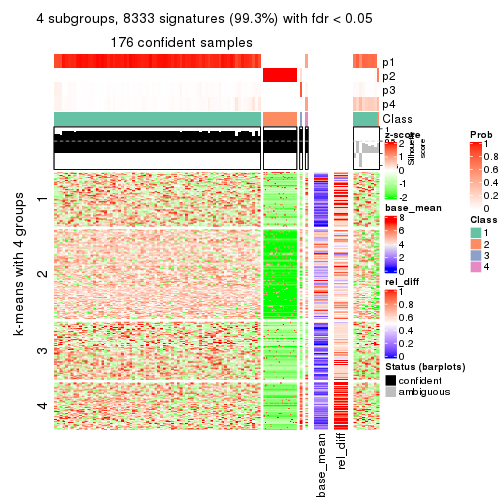 4 subgroups, 8333 signatures (99.3%) with fdr < 0.05
176 confident samples
p1
p2
p3
p4
Class
1
Silhouette
score
k-means with 4 groups
1
2
3
4
base_mean
rel_diff
z-score
2
1
0
-1
-2
base_mean
8
6
4
2
0
rel_diff
1
0.8
0.6
0.4
0.2
0
Status (barplots)
confident
ambiguous
Prob
1
0.8
0.6
0.4
0.2
0
Class
1
2
3
4